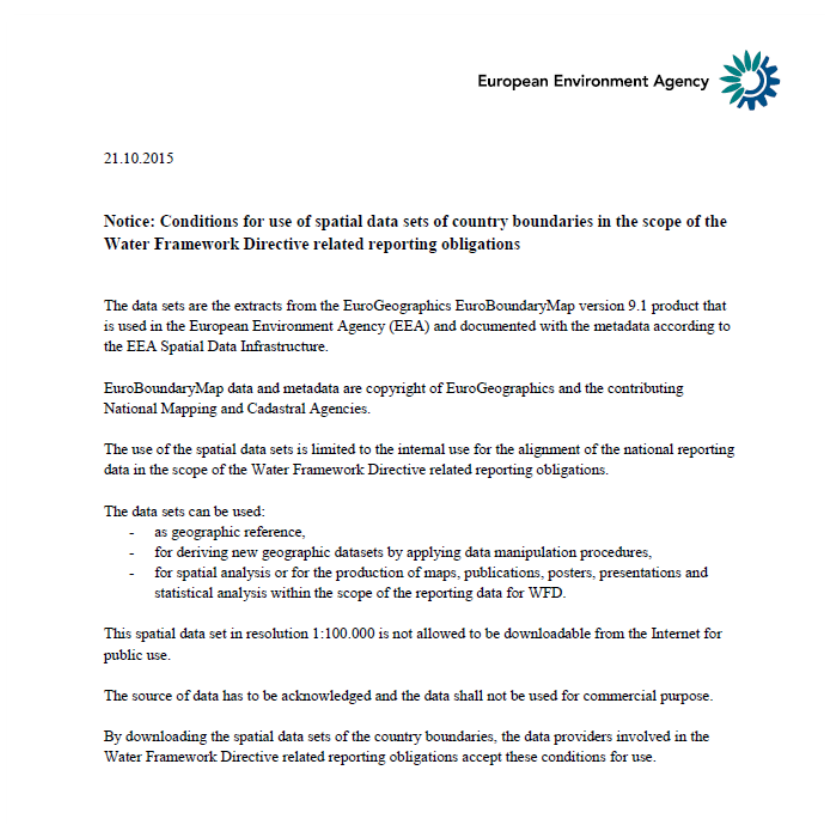 European Environment Agency
21.10.2015
Notice: Conditions for use of spatial data sets of country boundaries in the scope of the
Water Framework Directive related reporting obligations
The data sets are the extracts from the EuroGeographics EuroBoundaryMap version 9.1 product that
is used in the European Environment Agency (EEA) and documented with the metadata according to
the EEA Spatial Data Infrastructure.
EuroBoundaryMap data and metadata are copyright of EuroGeographics and the contributing
National Mapping and Cadastral Agencies.
The use of the spatial data sets is limited to the internal use for the alignment of the national reporting
data in the scope of the Water Framework Directive related reporting obligations.
The data sets can be used:
- as geographic reference,
- for deriving new geographic datasets by applying data manipulation procedures,
- for spatial analysis or for the production of maps, publications, posters, presentations and
statistical analysis within the scope of the reporting data for WFD.
This spatial data set in resolution 1:100.000 is not allowed to be downloadable from the Internet for
public use.
The source of data has to be acknowledged and the data shall not be used for commercial purpose.
By downloading the spatial data sets of the country boundaries, the data providers involved in the
Water Framework Directive related reporting obligations accept these conditions for use.